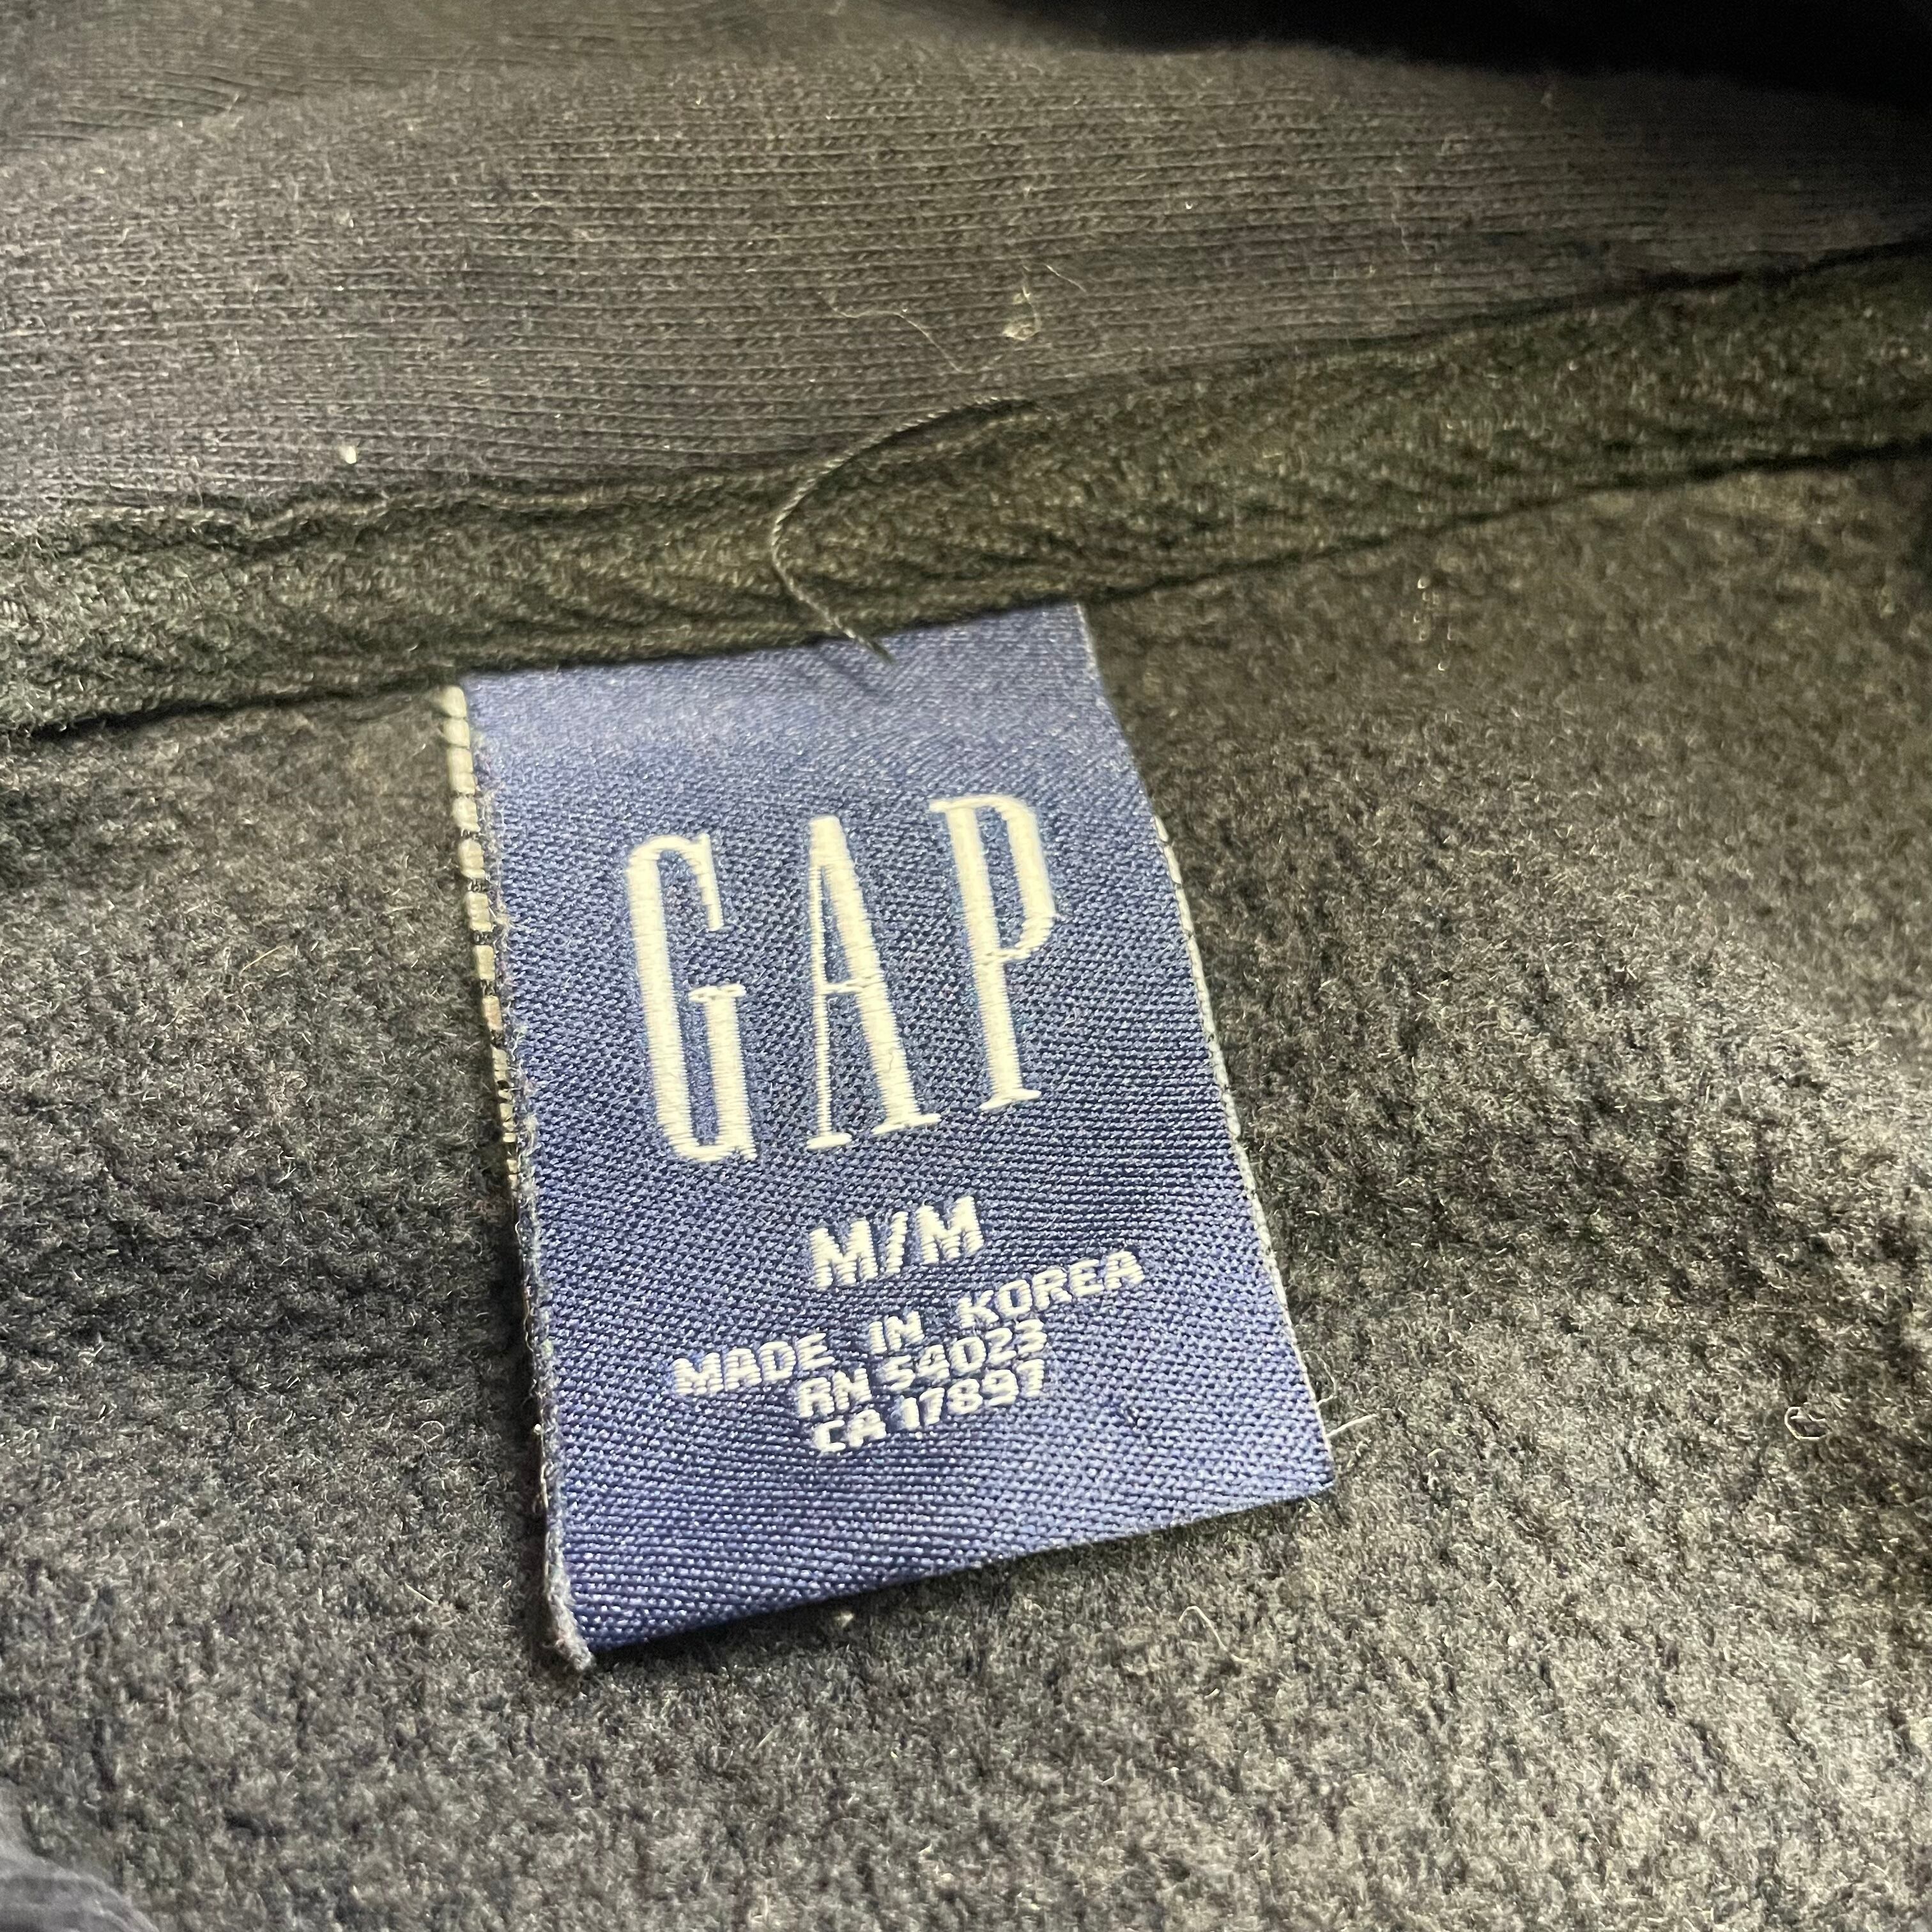 GAP
M/M
MADE IN KOREA
RN 54023
CA 17897